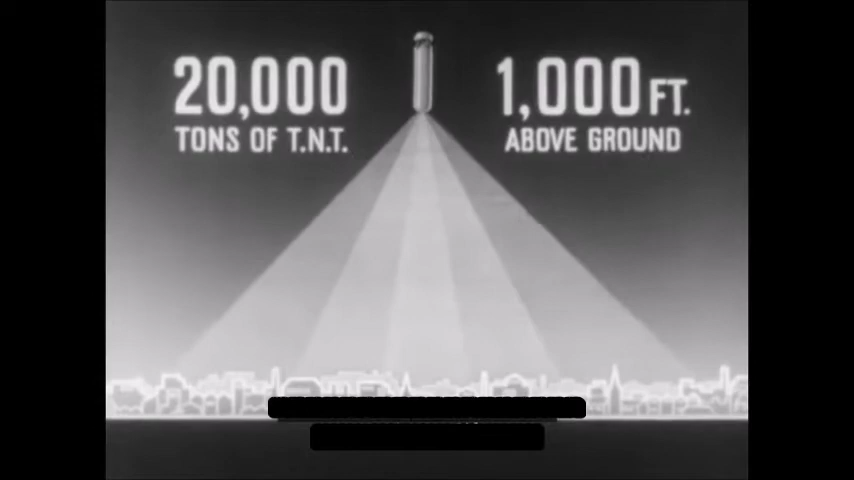 20,000
TONS OF T.N.T.
1,000 FT.
ABOVE GROUND